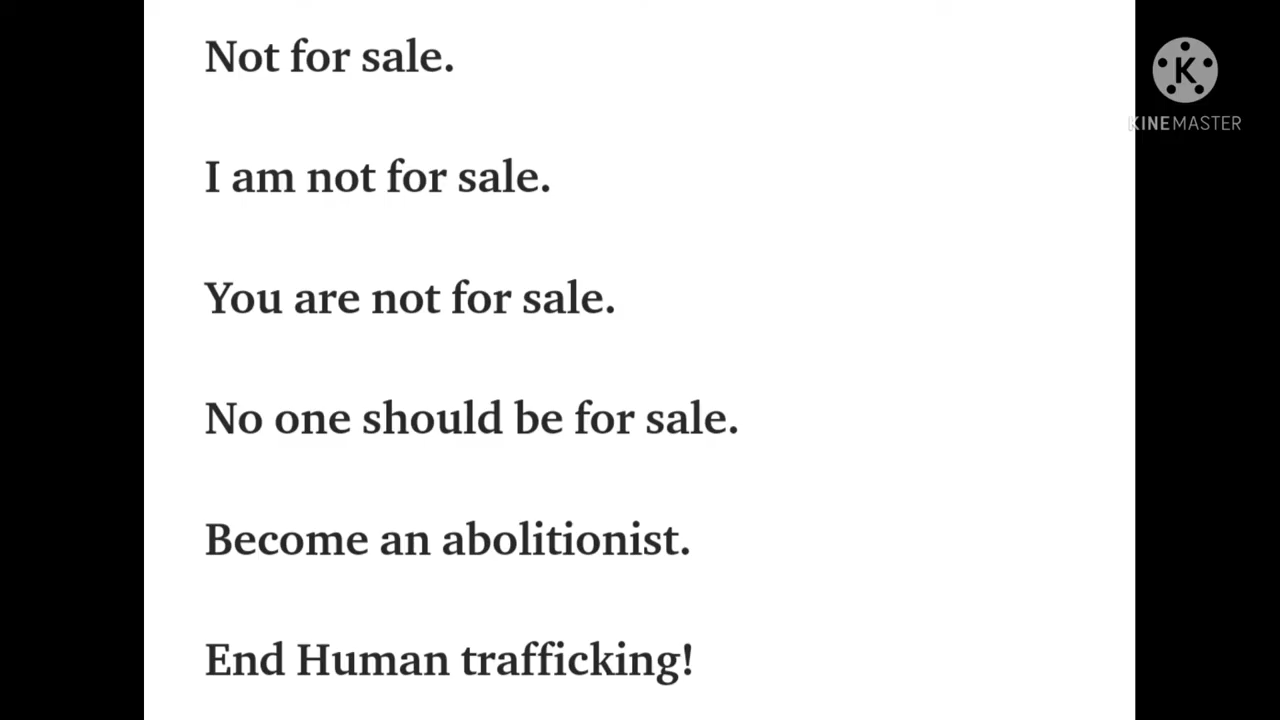 Not for sale.
I am not for sale.
You are not for sale.
No one should be for sale.
Become an abolitionist.
End Human trafficking!
K
KINEMASTER